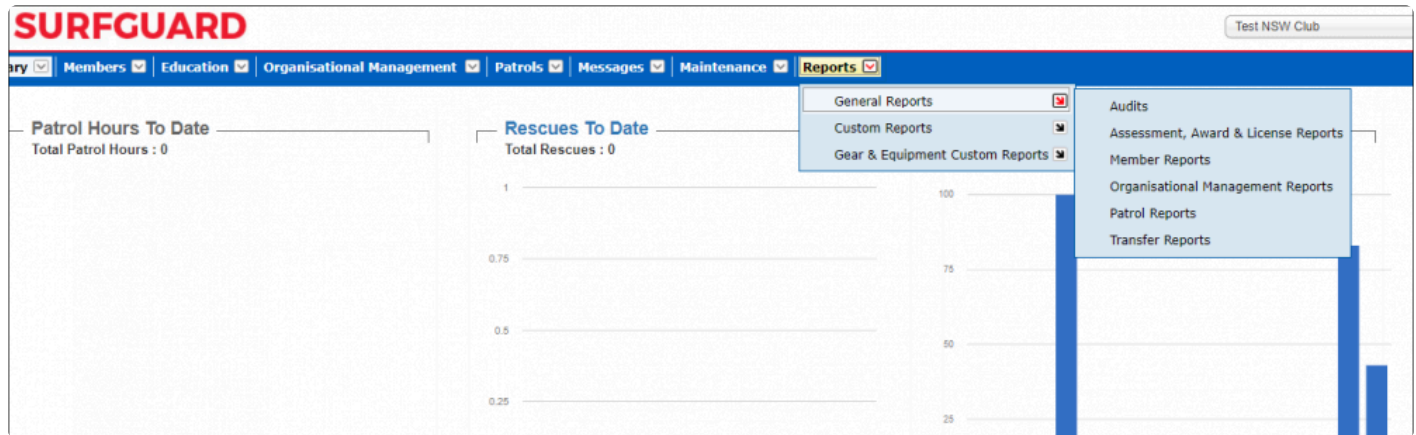 SURFGUARD
Test NSW Club
ary Members Education Organisational Management Patrols Messages Maintenance Reports
General Reports
Custom Reports
Gear & Equipment Custom Reports
Audits
Assessment, Award & License Reports
Member Reports
Organisational Management Reports
Patrol Reports
Transfer Reports
Patrol Hours To Date
Total Patrol Hours : 0
Rescues To Date
Total Rescues : 0
1
0.75
0.5
0.25
100
75
50
25